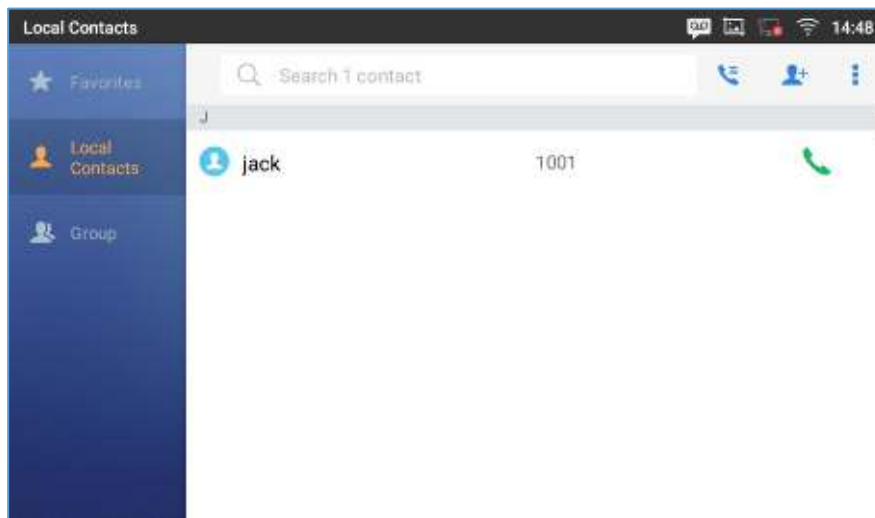 Local Contacts
14:48
Favorites
Search 1 contact
J
Local
Contacts
jack
1001
Group